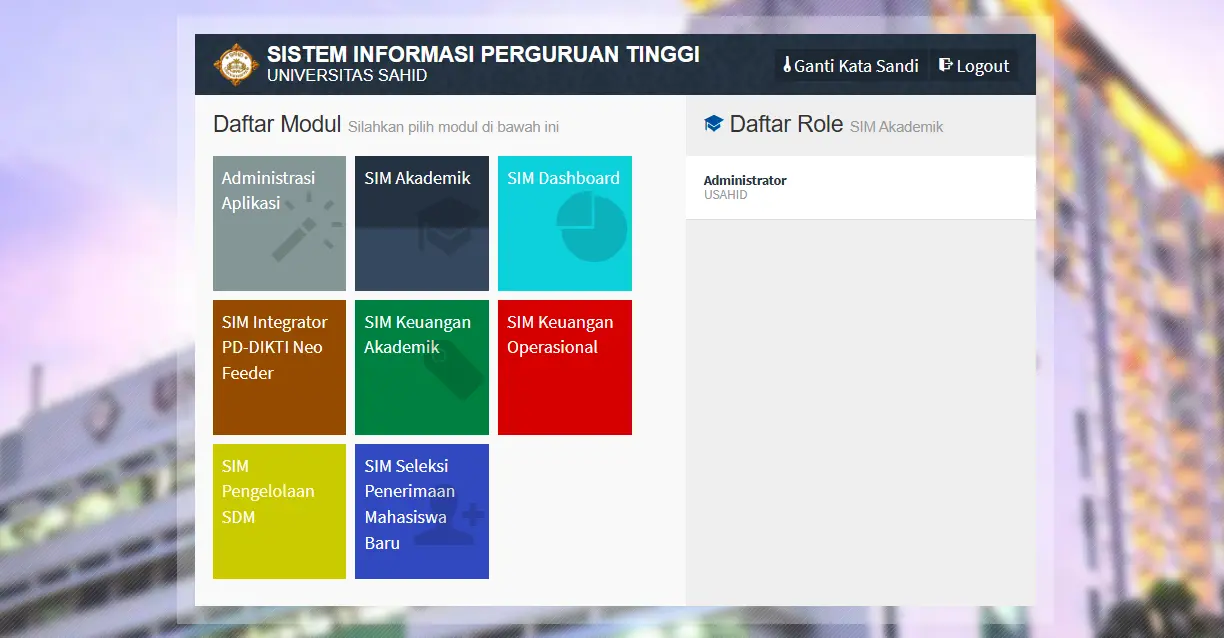 SISTEM INFORMASI PERGURUAN TINGGI
UNIVERSITAS SAHID
Ganti Kata Sandi
Logout
Daftar Modul Silahkan pilih modul di bawah ini
Daftar Role SIM Akademik
Administrator
USAHID
Administrasi
Aplikasi
SIM Akademik
SIM Dashboard
SIM Integrator
PD-DIKTI Neo
Feeder
SIM Keuangan
Akademik
SIM Keuangan
Operasional
SIM
Pengelolaan
SDM
SIM Seleksi
Penerimaan
Mahasiswa
Baru